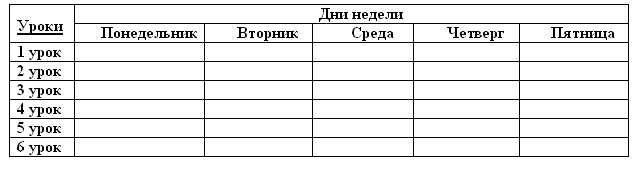 Дни недели
Уроки
Понедельник Вторник Среда Четверг Пятница
1 урок
2 урок
3 урок
4 урок
5 урок
6 урок